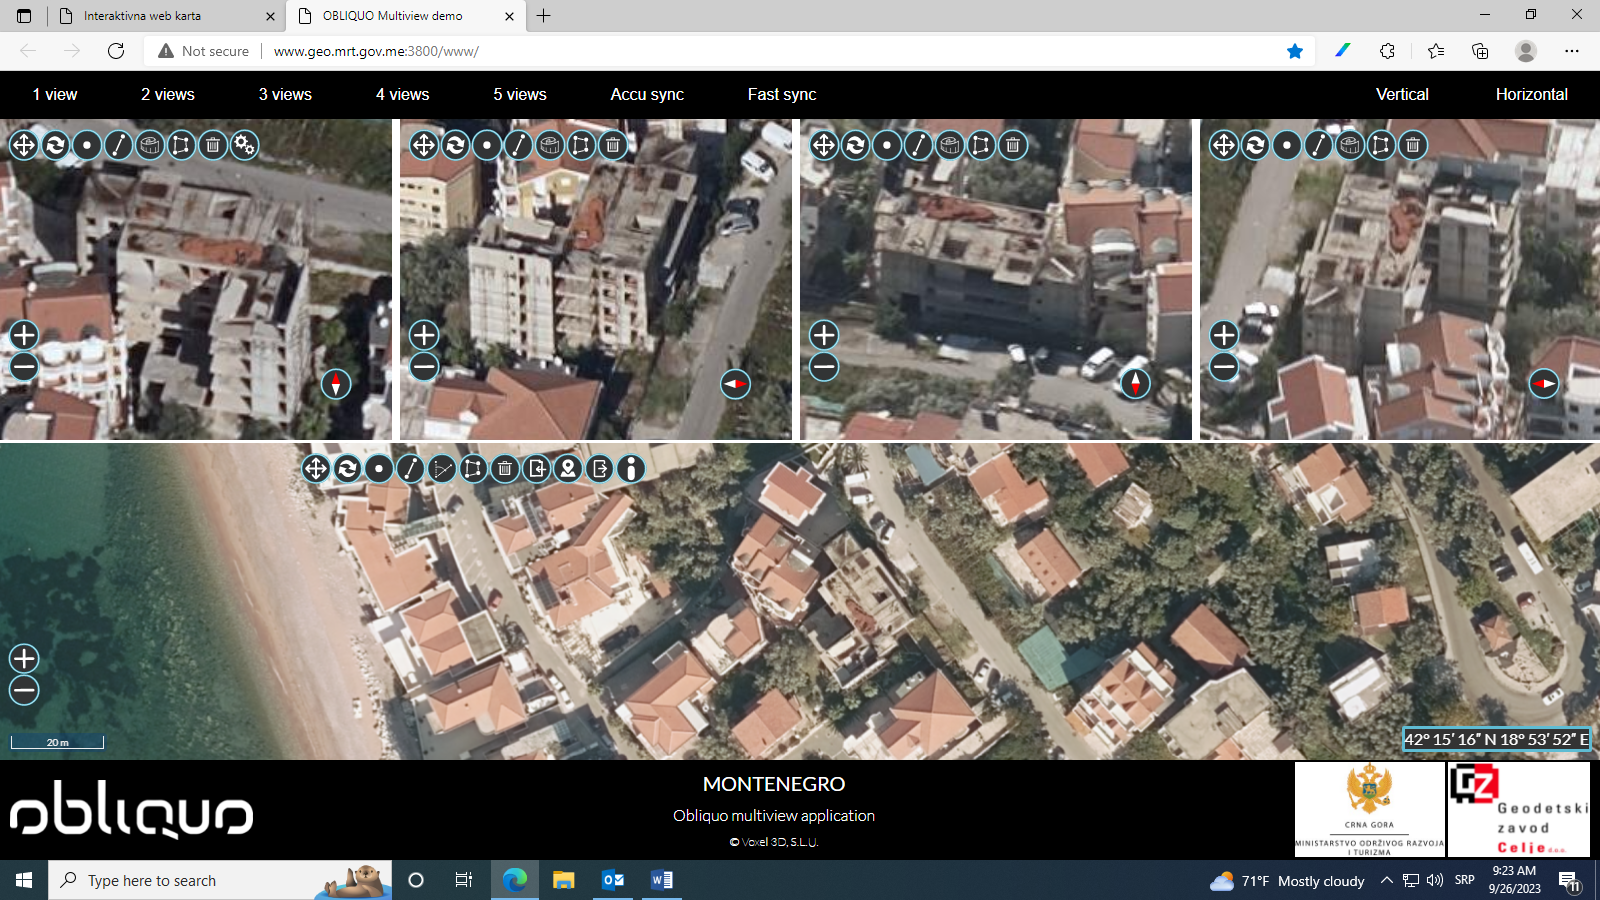 Interaktivna web karta
OBLIQUO Multiview demo
Not secure
www.geo.mrt.gov.me:3800/www/
1 view
2 views
3 views
4 views
5 views
Accu sync
Fast sync
Vertical
Horizontal
20 m
42° 15′ 16″ N 18° 53′ 52″ E
obliquo
MONTENEGRO
Obliquo multiview application
© Voxel 3D, S.L.U.
CRNA GORA
MINISTARSTVO ODRŽIVOG RAZVOJA
I TURIZMA
GZ
Geodetski
zavod
Celje d.o.o.
Type here to search
71°F Mostly cloudy
SRP
9:23 AM
9/26/2023
11